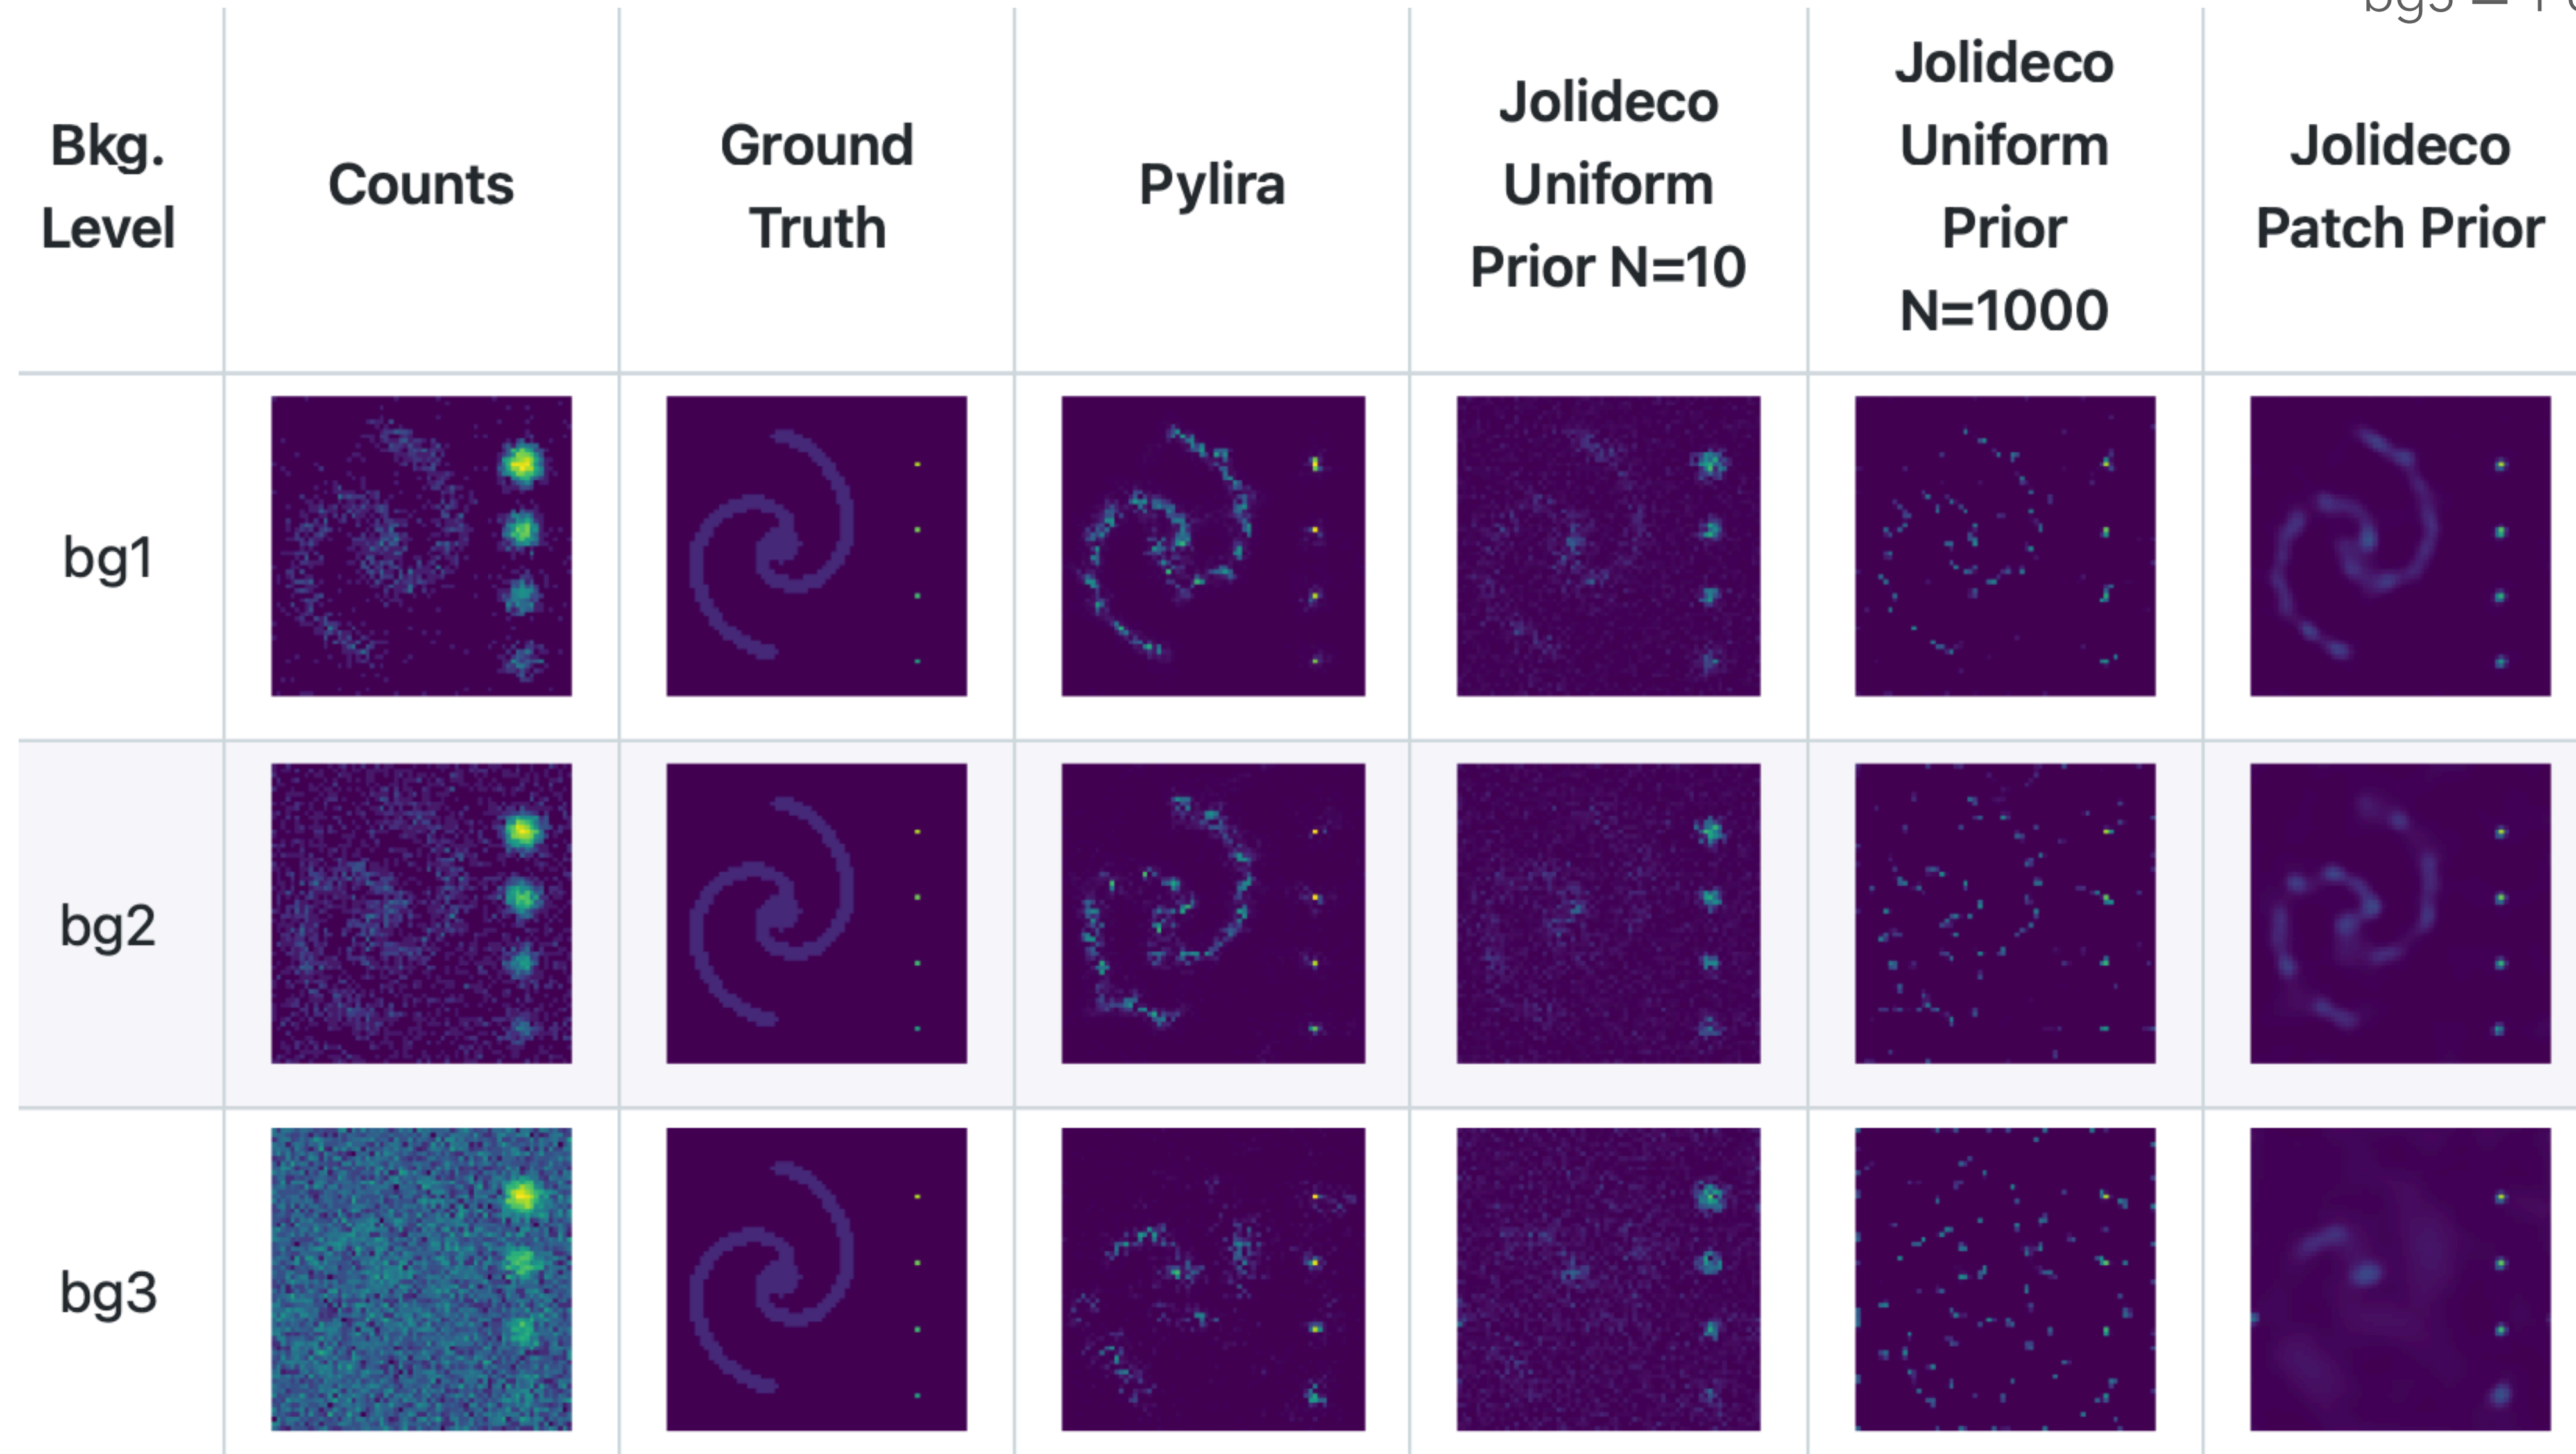 Bkg.
Level
Counts
Ground
Truth
Pylira
Jolideco
Uniform
Prior N=10
Jolideco
Uniform
Prior
N=1000
Jolideco
Patch Prior
bg1
bg2
bg3